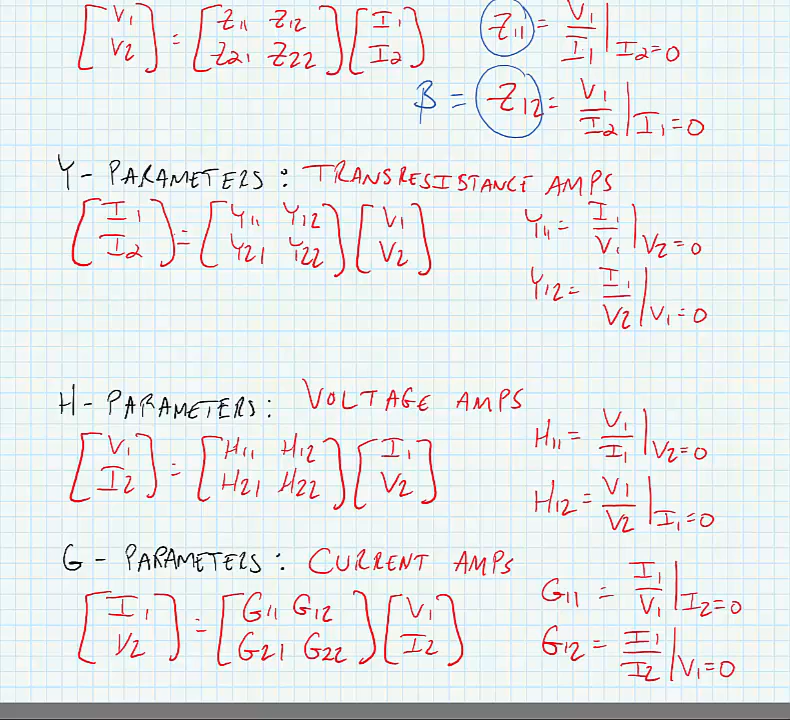 [V1 V2] = [Z11 Z12 Z21 Z22] [I1 I2] Z11 = V1/I1 | I2=0
β = Z12 = V1/I2 | I1=0
Y- PARAMETERS : TRANSRESISTANCE AMPS
[I1 I2] = [Y11 Y12 Y21 Y22] [V1 V2] Y11 = I1/V1 | V2=0
Y12 = I1/V2 | V1=0
H- PARAMETERS: VOLTAGE AMPS
[V1 I2] = [H11 H12 H21 H22] [I1 V2] H11 = V1/I1 | V2=0
H12 = V1/V2 | I1=0
G - PARAMETERS : CURRENT AMPS
[I1 V2] = [G11 G12 G21 G22] [V1 I2] G11 = I1/V1 | I2=0
G12 = I1/I2 | V1=0